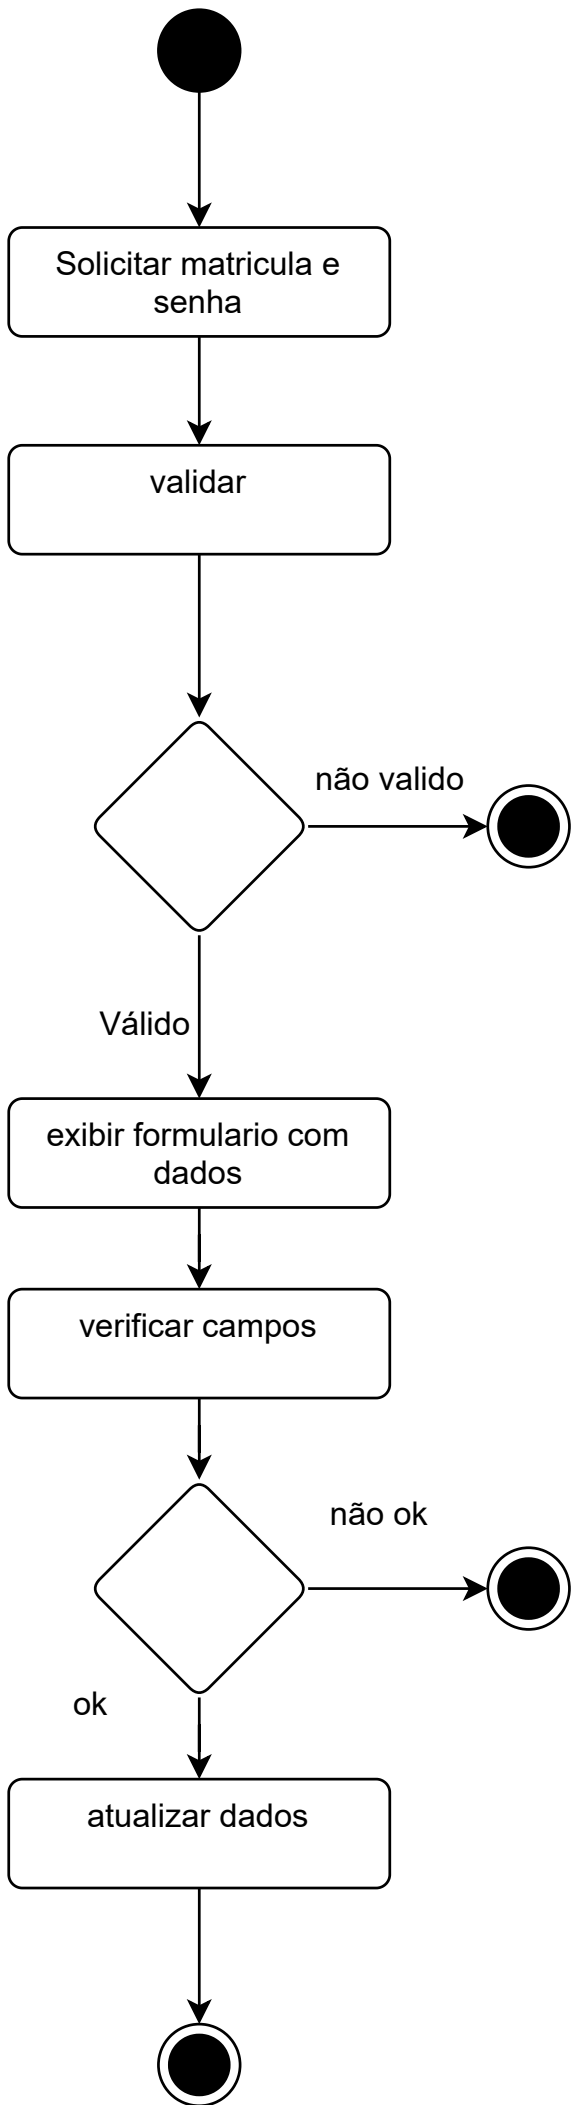 Solicitar matricula e
senha
validar
não valido
Válido
exibir formulario com
dados
verificar campos
não ok
ok
atualizar dados